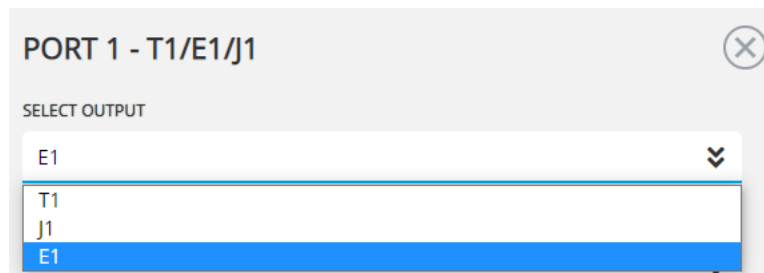 PORT 1 - T1/E1/J1
SELECT OUTPUT
E1
T1
J1
E1